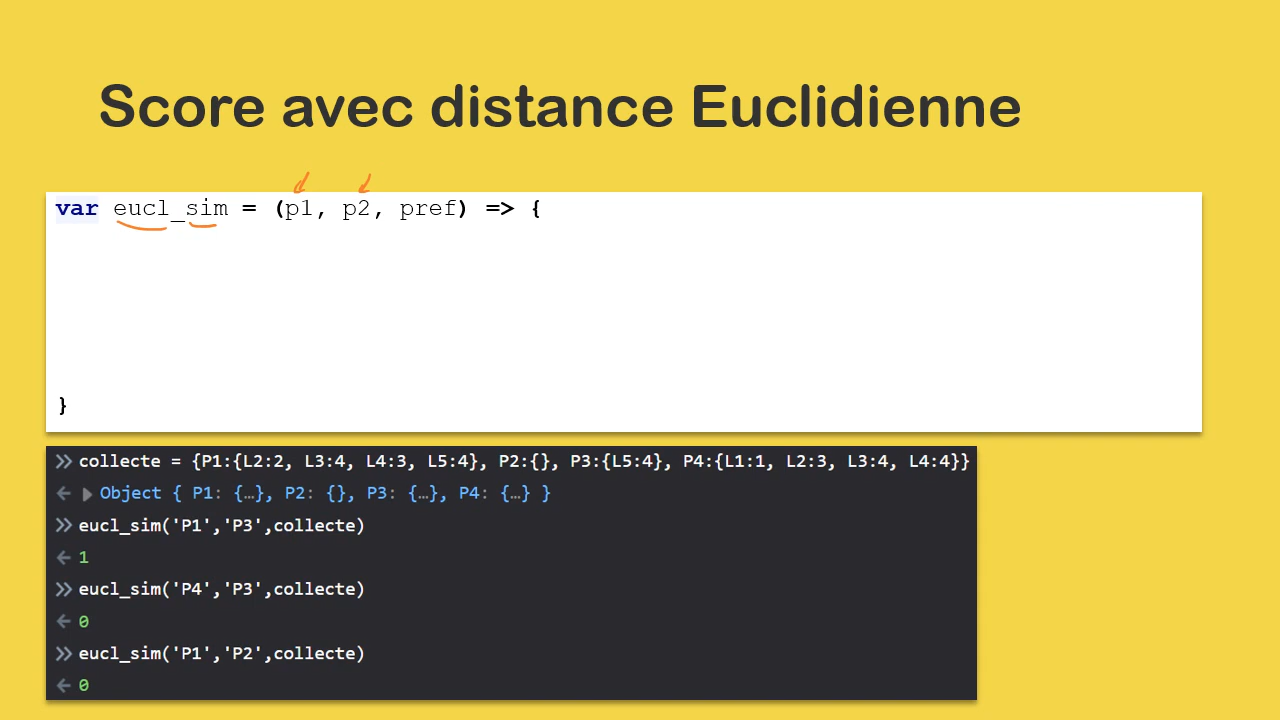 Score avec distance Euclidienne
var eucl_sim = (p1, p2, pref) => {
}
>> collecte = {P1:{L2:2, L3:4, L4:3, L5:4}, P2:{}, P3:{L5:4}, P4:{L1:1, L2:3, L3:4, L4:4}}
← ▶ Object { P1: {…}, P2: {}, P3: {…}, P4: {…} }
>> eucl_sim('P1','P3',collecte)
← 1
>> eucl_sim('P4','P3',collecte)
← 0
>> eucl_sim('P1','P2',collecte)
← 0